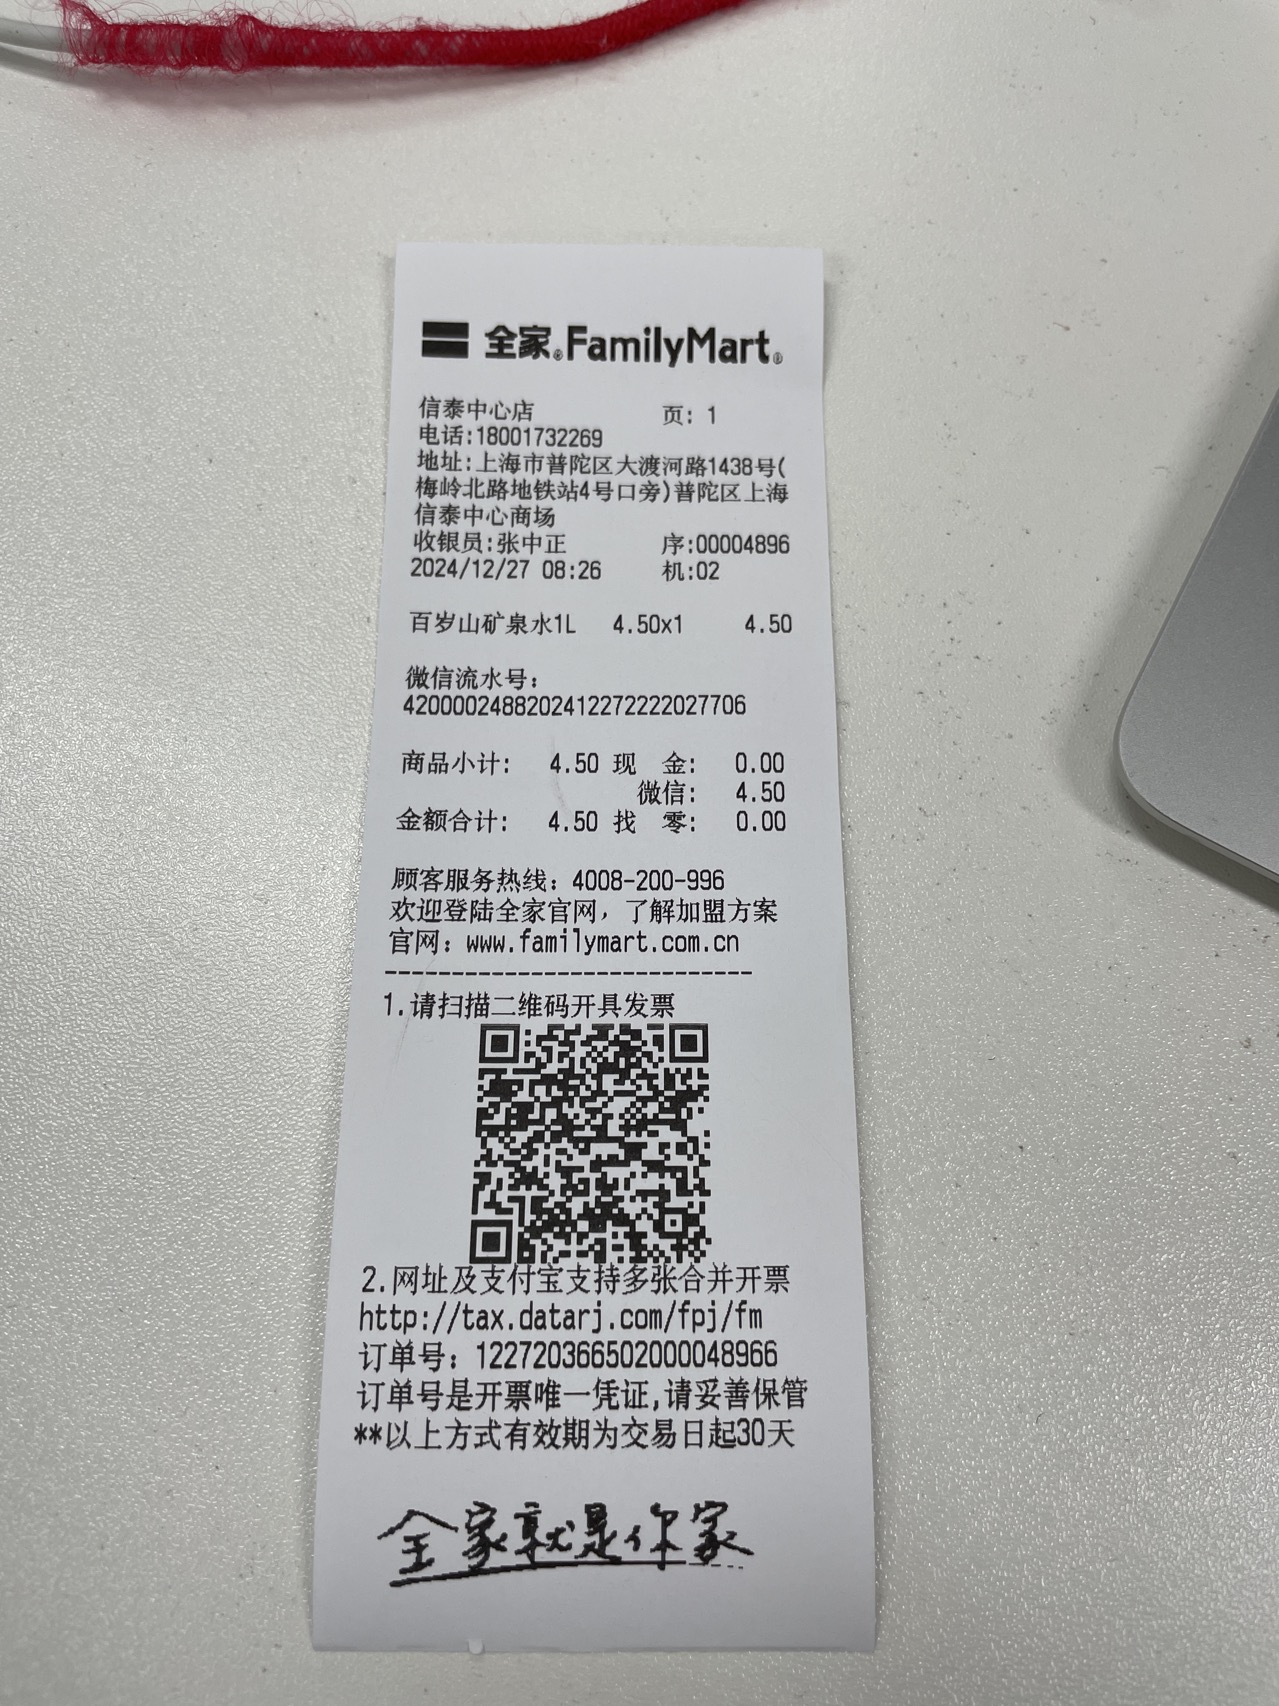 全家®FamilyMart®
信泰中心店 页: 1
电话:18001732269
地址:上海市普陀区大渡河路1438号(
梅岭北路地铁站4号口旁)普陀区上海
信泰中心商场
收银员:张中正 序:00004896
2024/12/27 08:26 机:02
百岁山矿泉水1L 4.50x1 4.50
微信流水号:
4200002488202412272222027706
商品小计: 4.50 现 金: 0.00
微信: 4.50
金额合计: 4.50 找 零: 0.00
顾客服务热线: 4008-200-996
欢迎登陆全家官网，了解加盟方案
官网: www.familymart.com.cn
----------------------------
1.请扫描二维码开具发票
2.网址及支付宝支持多张合并开票
http://tax.datarj.com/fpj/fm
订单号: 122720366502000048966
订单号是开票唯一凭证,请妥善保管
**以上方式有效期为交易日起30天
全家就是你家